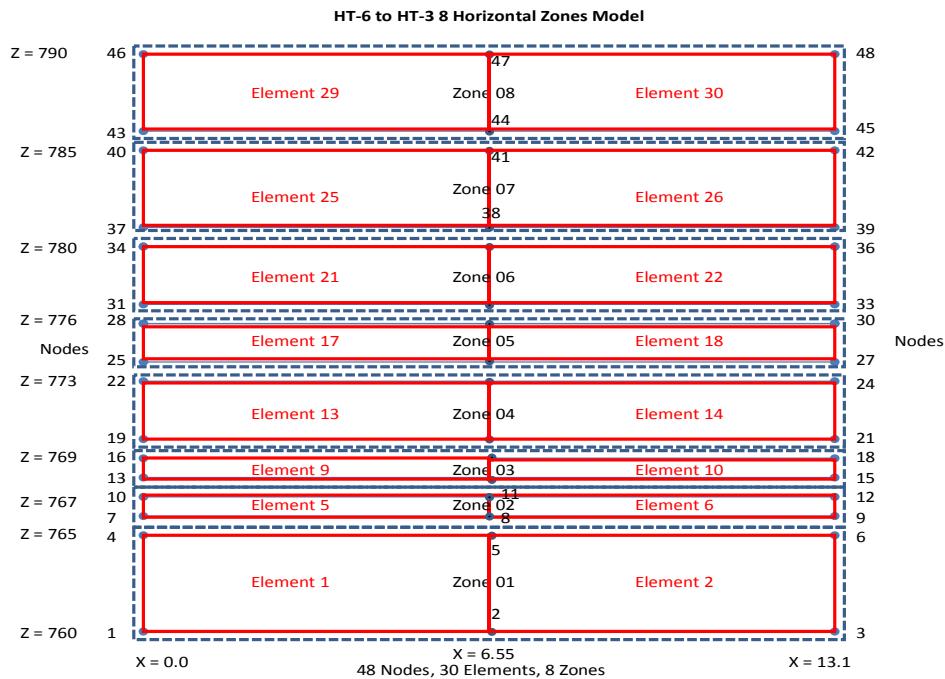 HT-6 to HT-3 8 Horizontal Zones Model
Z = 790 46 48
47
Element 29 Zone 08 Element 30
44
43 45
Z = 785 40 42
41
Element 25 Zone 07 Element 26
38
37 39
Z = 780 34 36
Element 21 Zone 06 Element 22
31 33
Z = 776 28 30
Nodes Element 17 Zone 05 Element 18 Nodes
25 27
Z = 773 22 24
Element 13 Zone 04 Element 14
19 21
Z = 769 16 18
Element 9 Zone 03 Element 10
13 15
Z = 767 10 11 12
Element 5 Zone 02 Element 6
7 8 9
Z = 765 4 6
5
Element 1 Zone 01 Element 2
2
Z = 760 1 3
X = 0.0 X = 6.55 X = 13.1
48 Nodes, 30 Elements, 8 Zones